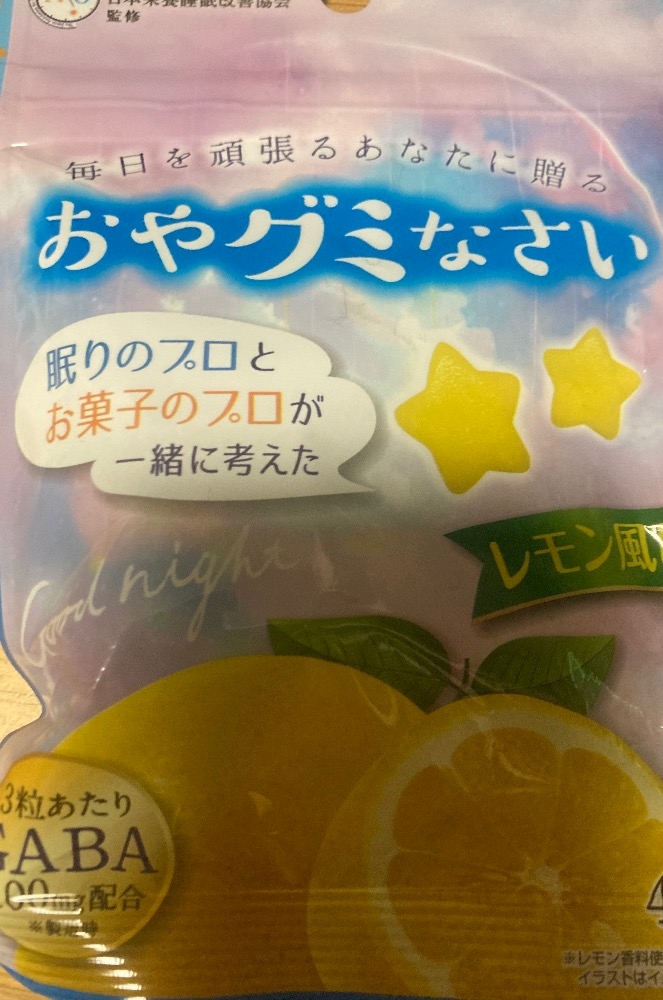 日本栄養睡眠改善協会
監修
毎日を頑張るあなたに贈る
おやグミなさい
眠りのプロと
お菓子のプロが
一緒に考えた
レモン風
Good night
3粒あたり
GABA
00mg配合
※製造時
※レモン香料使
イラストはイ